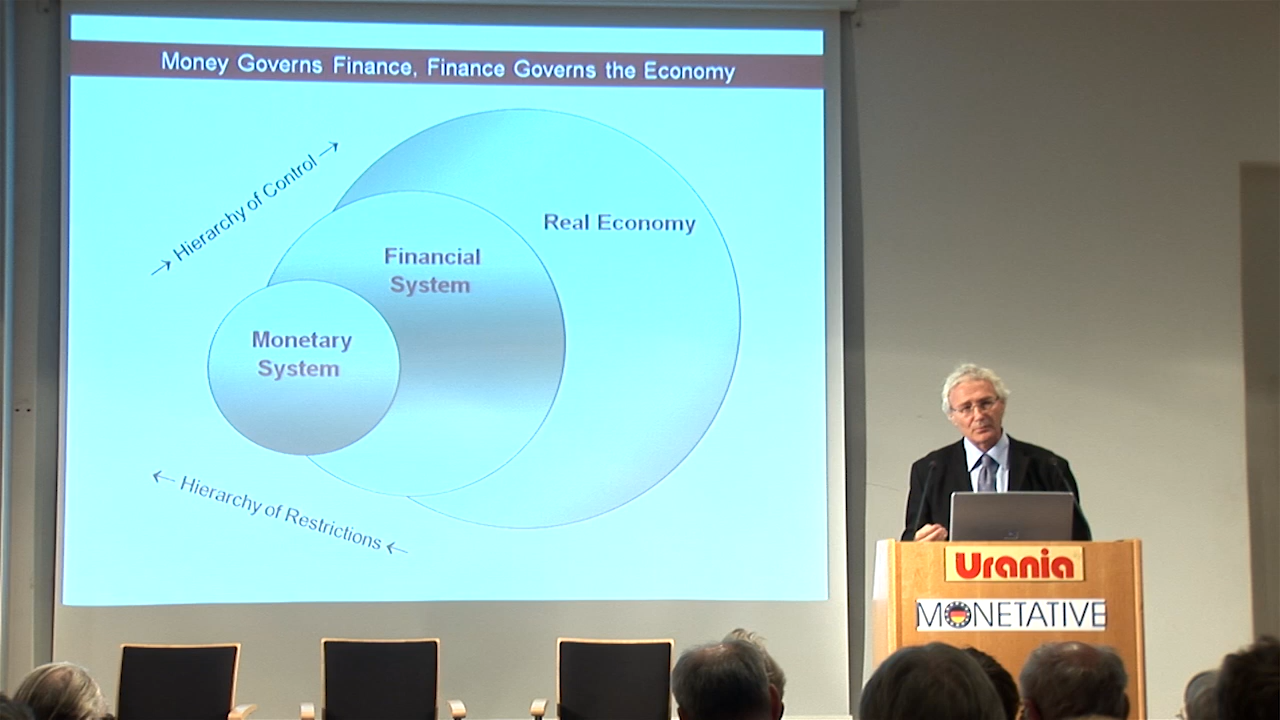 Money Governs Finance, Finance Governs the Economy
→ Hierarchy of Control →
Real Economy
Financial
System
Monetary
System
← Hierarchy of Restrictions ←
Urania
MONETATIVE